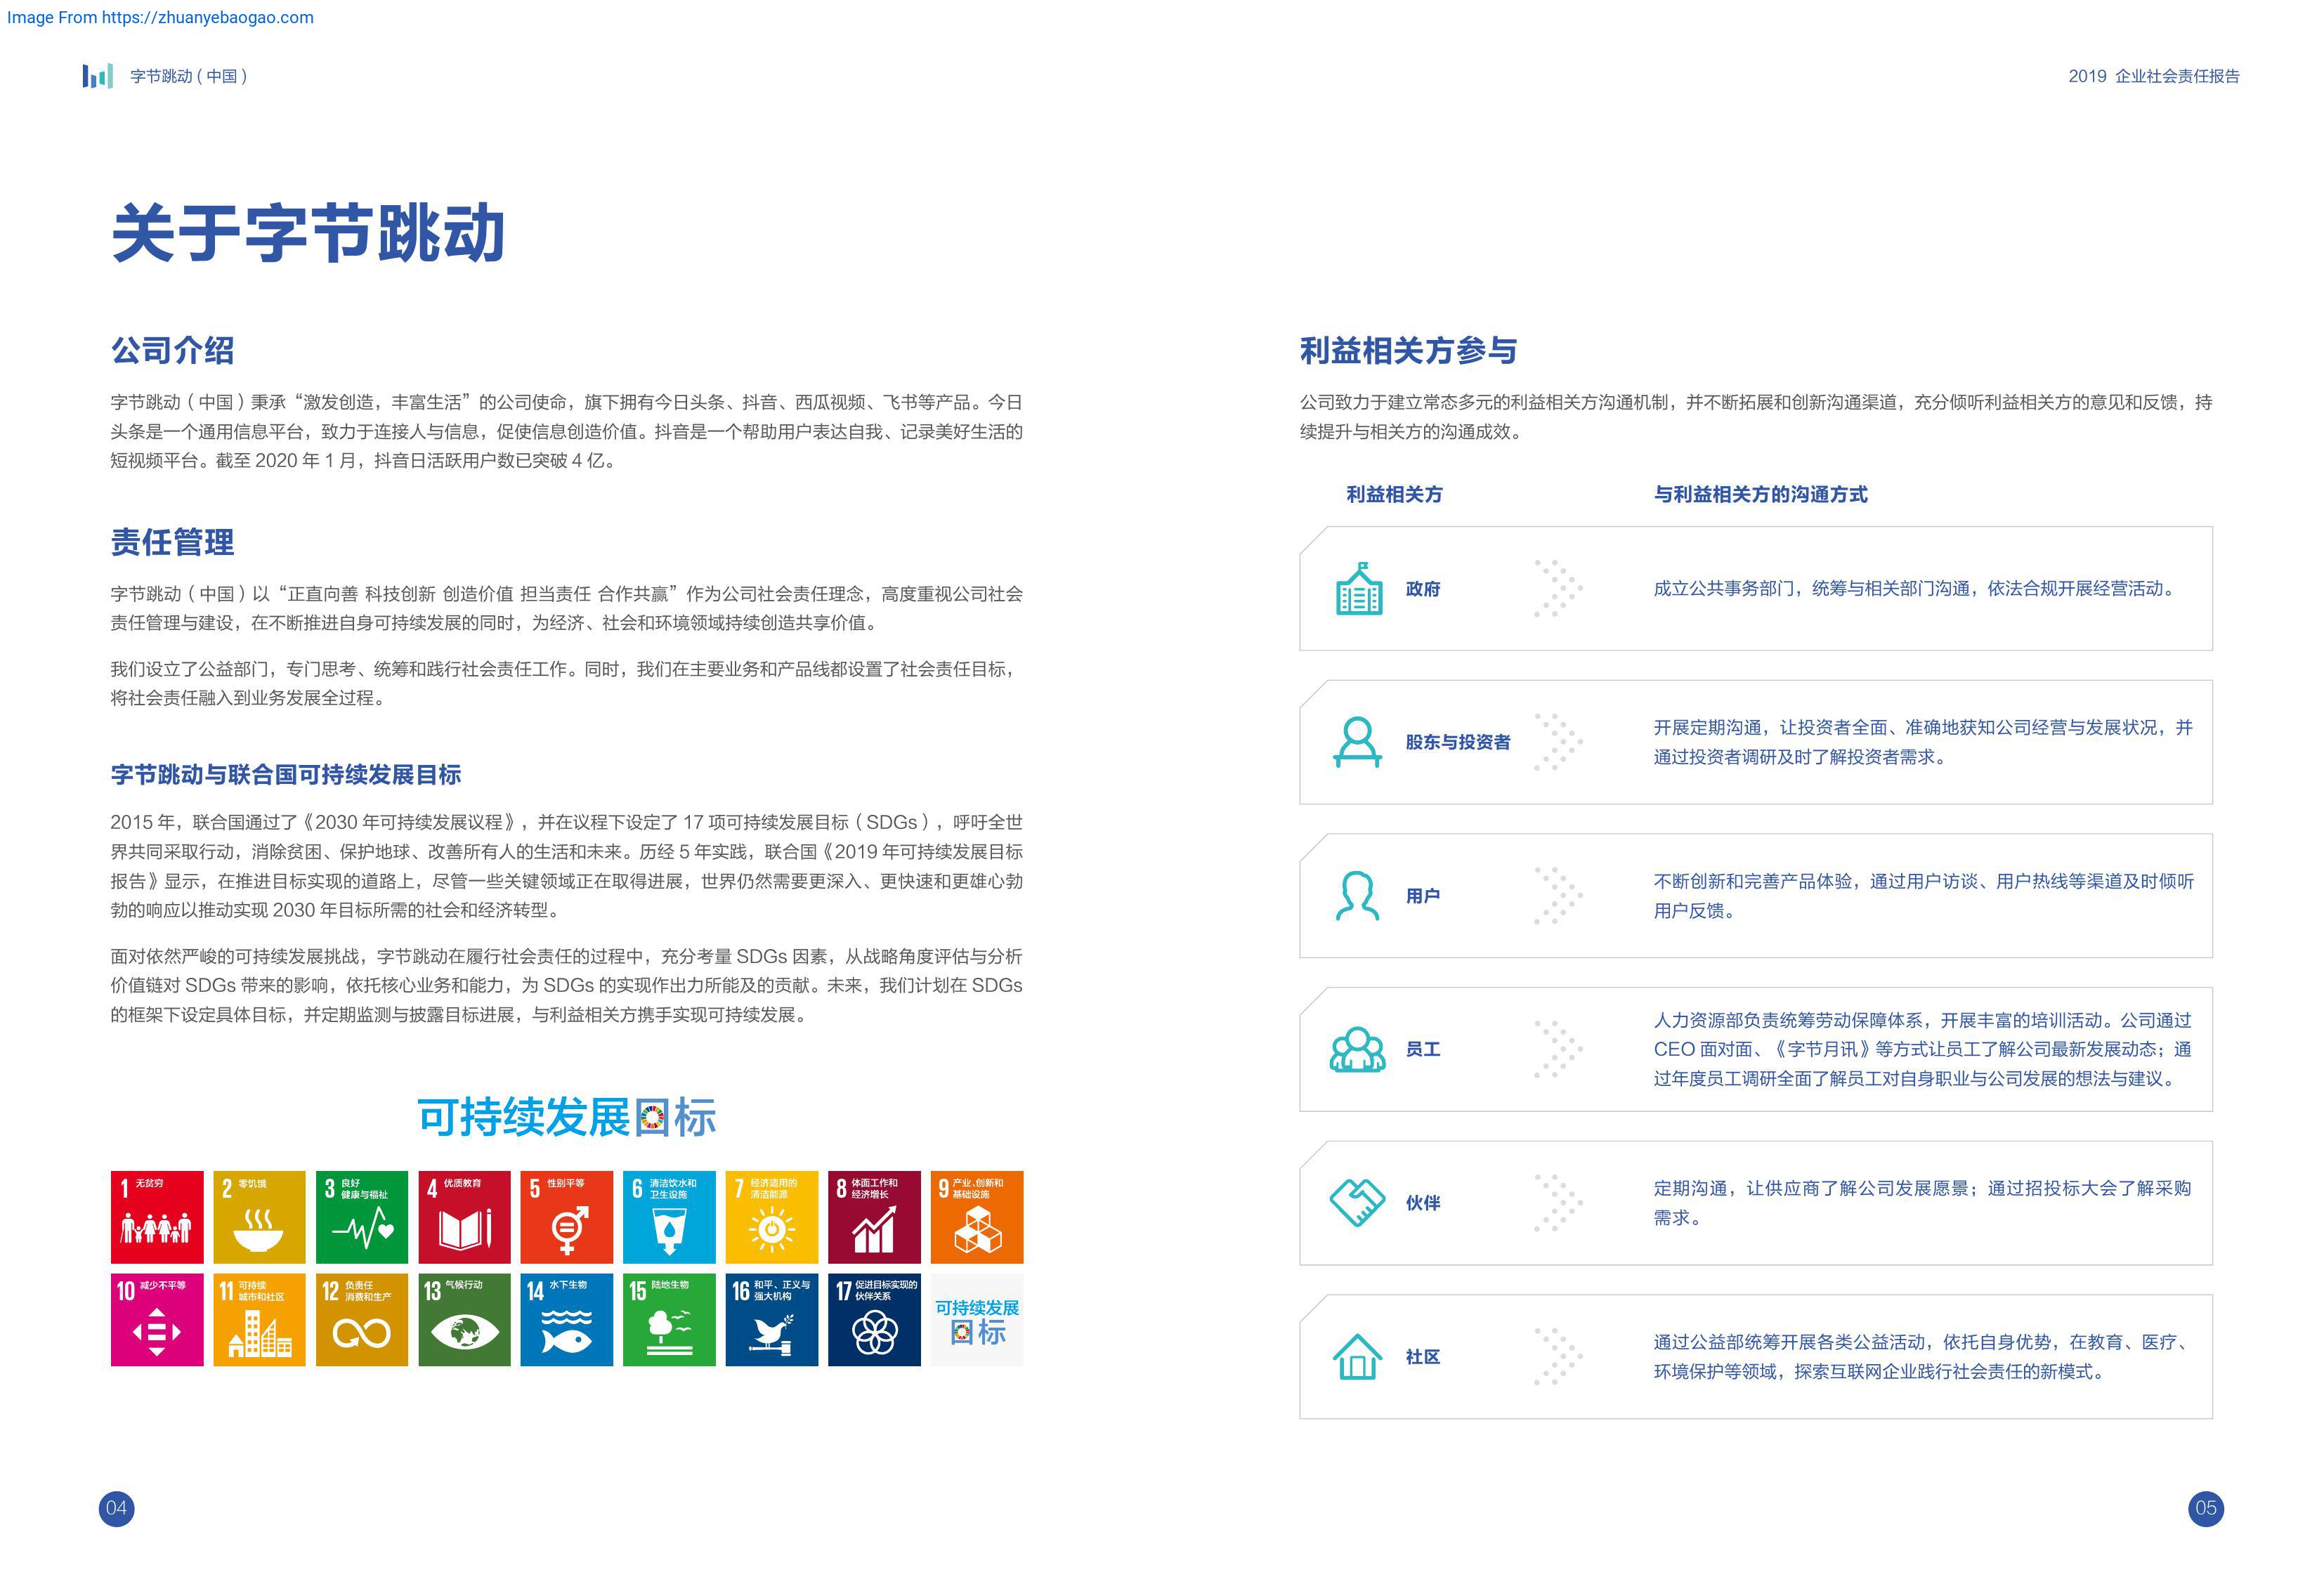 Image From https://zhuanyebaogao.com
字节跳动（中国）
2019 企业社会责任报告
关于字节跳动
公司介绍
字节跳动（中国）秉承“激发创造，丰富生活”的公司使命，旗下拥有今日头条、抖音、西瓜视频、飞书等产品。今日
头条是一个通用信息平台，致力于连接人与信息，促使信息创造价值。抖音是一个帮助用户表达自我、记录美好生活的
短视频平台。截至 2020 年 1 月，抖音日活跃用户数已突破 4 亿。
责任管理
字节跳动（中国）以“正直向善 科技创新 创造价值 担当责任 合作共赢”作为公司社会责任理念，高度重视公司社会
责任管理与建设，在不断推进自身可持续发展的同时，为经济、社会和环境领域持续创造共享价值。
我们设立了公益部门，专门思考、统筹和践行社会责任工作。同时，我们在主要业务和产品线都设置了社会责任目标，
将社会责任融入到业务发展全过程。
字节跳动与联合国可持续发展目标
2015 年，联合国通过了《2030 年可持续发展议程》，并在议程下设定了 17 项可持续发展目标（SDGs），呼吁全世
界共同采取行动，消除贫困、保护地球、改善所有人的生活和未来。历经 5 年实践，联合国《2019 年可持续发展目标
报告》显示，在推进目标实现的道路上，尽管一些关键领域正在取得进展，世界仍然需要更深入、更快速和更雄心勃
勃的响应以推动实现 2030 年目标所需的社会和经济转型。
面对依然严峻的可持续发展挑战，字节跳动在履行社会责任的过程中，充分考量 SDGs 因素，从战略角度评估与分析
价值链对 SDGs 带来的影响，依托核心业务和能力，为 SDGs 的实现作出力所能及的贡献。未来，我们计划在 SDGs
的框架下设定具体目标，并定期监测与披露目标进展，与利益相关方携手实现可持续发展。
可持续发展目标
1 无贫穷
2 零饥饿
3 良好
健康与福祉
4 优质教育
5 性别平等
6 清洁饮水和
卫生设施
7 经济适用的
清洁能源
8 体面工作和
经济增长
9 产业、创新和
基础设施
10 减少不平等
11 可持续
城市和社区
12 负责任
消费和生产
13 气候行动
14 水下生物
15 陆地生物
16 和平、正义与
强大机构
17 促进目标实现的
伙伴关系
可持续发展
目标
04
利益相关方参与
公司致力于建立常态多元的利益相关方沟通机制，并不断拓展和创新沟通渠道，充分倾听利益相关方的意见和反馈，持
续提升与相关方的沟通成效。
利益相关方
与利益相关方的沟通方式
政府
成立公共事务部门，统筹与相关部门沟通，依法合规开展经营活动。
股东与投资者
开展定期沟通，让投资者全面、准确地获知公司经营与发展状况，并
通过投资者调研及时了解投资者需求。
用户
不断创新和完善产品体验，通过用户访谈、用户热线等渠道及时倾听
用户反馈。
员工
人力资源部负责统筹劳动保障体系，开展丰富的培训活动。公司通过
CEO 面对面、《字节月讯》等方式让员工了解公司最新发展动态；通
过年度员工调研全面了解员工对自身职业与公司发展的想法与建议。
伙伴
定期沟通，让供应商了解公司发展愿景；通过招投标大会了解采购
需求。
社区
通过公益部统筹开展各类公益活动，依托自身优势，在教育、医疗、
环境保护等领域，探索互联网企业践行社会责任的新模式。
05